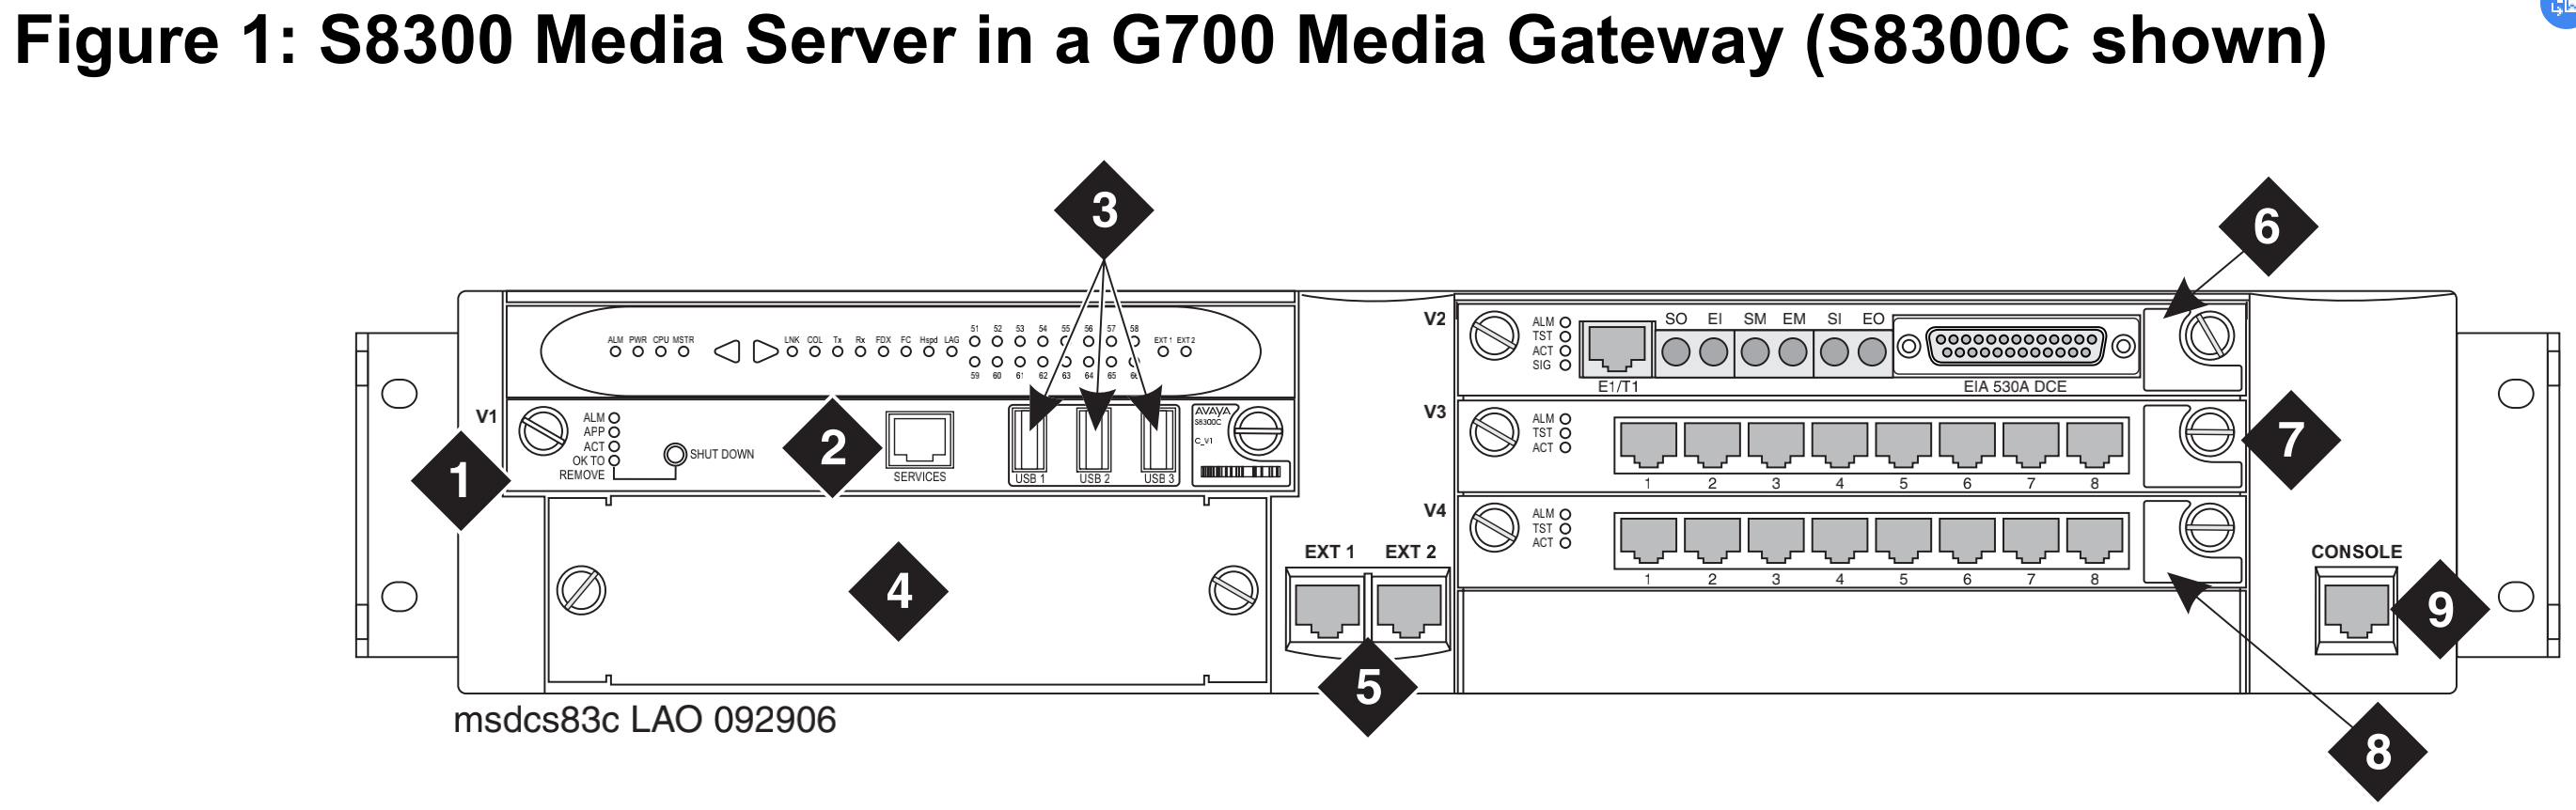 Figure 1: S8300 Media Server in a G700 Media Gateway (S8300C shown)
3
6
51 52 53 54 55 56 57 58
ALM PWR CPU MSTR LNK COL Tx Rx FDX FC Hspd LAG EXT 1 EXT 2
59 60 61 62 63 64 65
V2
ALM
TST
ACT
SIG
SO EI SM EM SI EO
E1/T1
EIA 530A DCE
V1
ALM
APP
ACT
OK TO
REMOVE
SHUT DOWN
1
2
SERVICES
USB 1 USB 2 USB 3
AVAYA
S8300C
C_V1
V3
ALM
TST
ACT
1 2 3 4 5 6 7 8
7
V4
ALM
TST
ACT
1 2 3 4 5 6 7 8
4
EXT 1 EXT 2
5
CONSOLE
9
8
msdcs83c LAO 092906